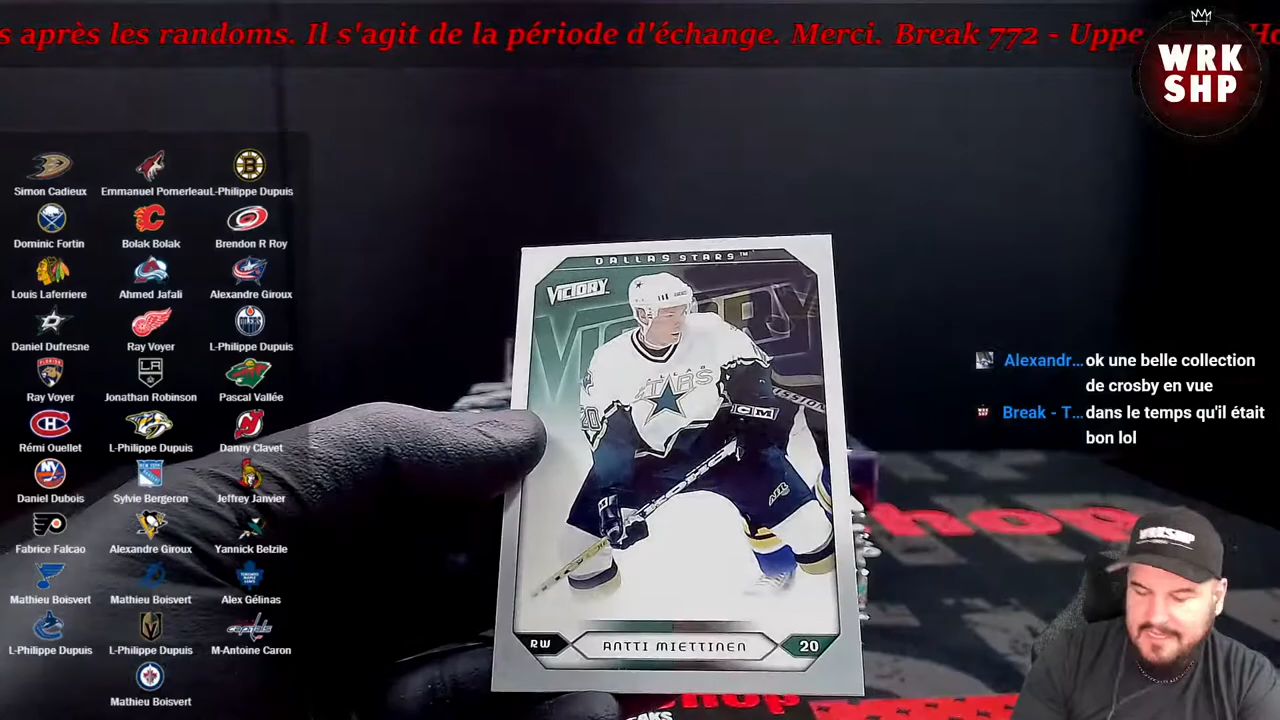 s après les randoms. Il s'agit de la période d'échange. Merci. Break 772 - Uppe
WRK
SHP
Simon Cadieux
Emmanuel Pomerleau
L-Philippe Dupuis
Dominic Fortin
Bolak Bolak
Brendon R Roy
Louis Laferriere
Ahmed Jafali
Alexandre Giroux
Daniel Dufresne
Ray Voyer
L-Philippe Dupuis
Ray Voyer
Jonathan Robinson
Pascal Vallée
Rémi Ouellet
L-Philippe Dupuis
Danny Clavet
Daniel Dubois
Sylvie Bergeron
Jeffrey Janvier
Fabrice Falcao
Alexandre Giroux
Yannick Belzile
Mathieu Boisvert
Mathieu Boisvert
Alex Gélinas
L-Philippe Dupuis
L-Philippe Dupuis
M-Antoine Caron
Mathieu Boisvert
DALLAS STARS™
VICTORY
STARS
20
CCM
RW
ANTTI MIETTINEN
20
Alexandr... ok une belle collection
de crosby en vue
Break - T... dans le temps qu'il était
bon lol
hop
WRKSHP